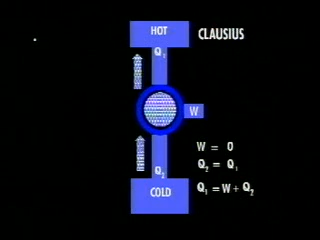 HOT
CLAUSIUS
Q₁
W
W = 0
Q₂ = Q₁
Q₂
COLD
Q₁ = W + Q₂